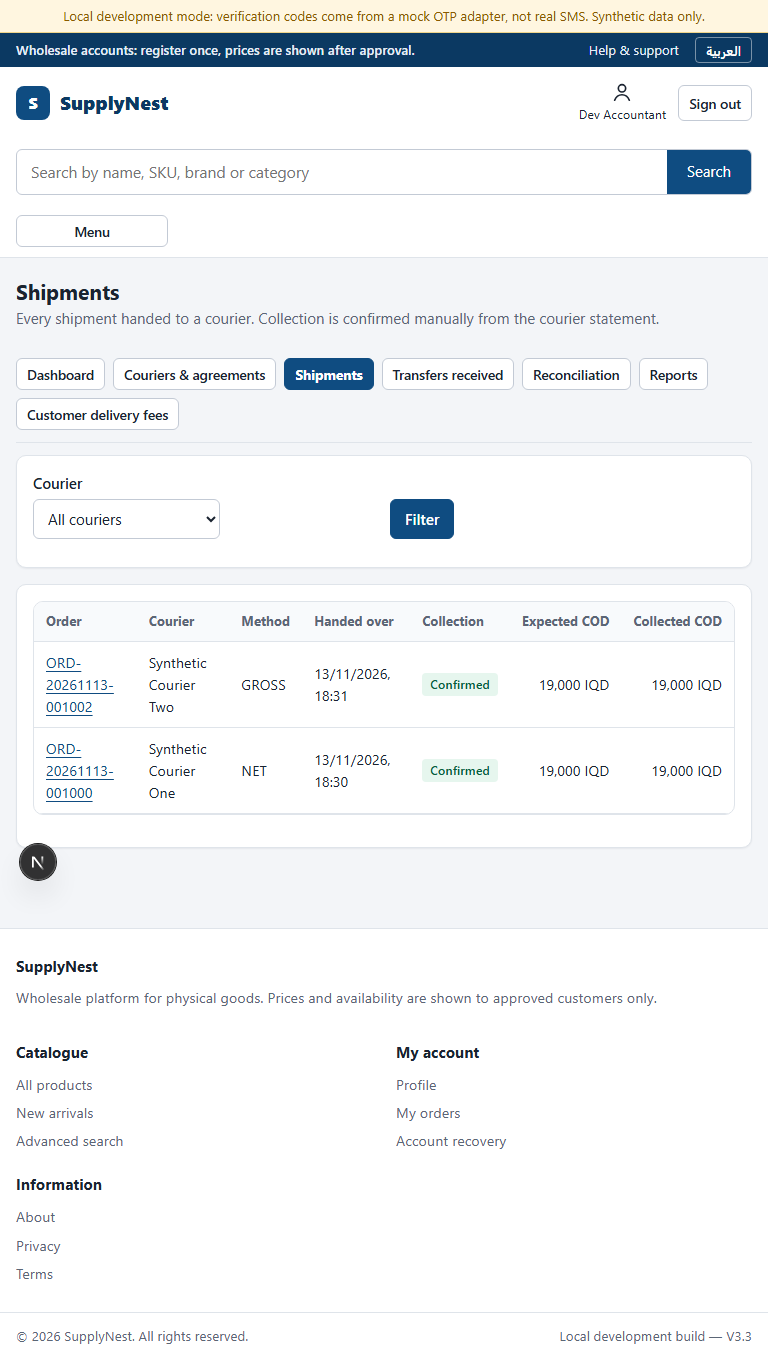 Local development mode: verification codes come from a mock OTP adapter, not real SMS. Synthetic data only.
Wholesale accounts: register once, prices are shown after approval.
Help & support
العربية
S
SupplyNest
Dev Accountant
Sign out
Search by name, SKU, brand or category
Search
Menu
Shipments
Every shipment handed to a courier. Collection is confirmed manually from the courier statement.
Dashboard
Couriers & agreements
Shipments
Transfers received
Reconciliation
Reports
Customer delivery fees
Courier
All couriers
Filter
Order Courier Method Handed over Collection Expected COD Collected COD
ORD-
20261113-
001002
Synthetic
Courier
Two
GROSS
13/11/2026,
18:31
Confirmed
19,000 IQD
19,000 IQD
ORD-
20261113-
001000
Synthetic
Courier
One
NET
13/11/2026,
18:30
Confirmed
19,000 IQD
19,000 IQD
N
SupplyNest
Wholesale platform for physical goods. Prices and availability are shown to approved customers only.
Catalogue
All products
New arrivals
Advanced search
My account
Profile
My orders
Account recovery
Information
About
Privacy
Terms
© 2026 SupplyNest. All rights reserved.
Local development build — V3.3